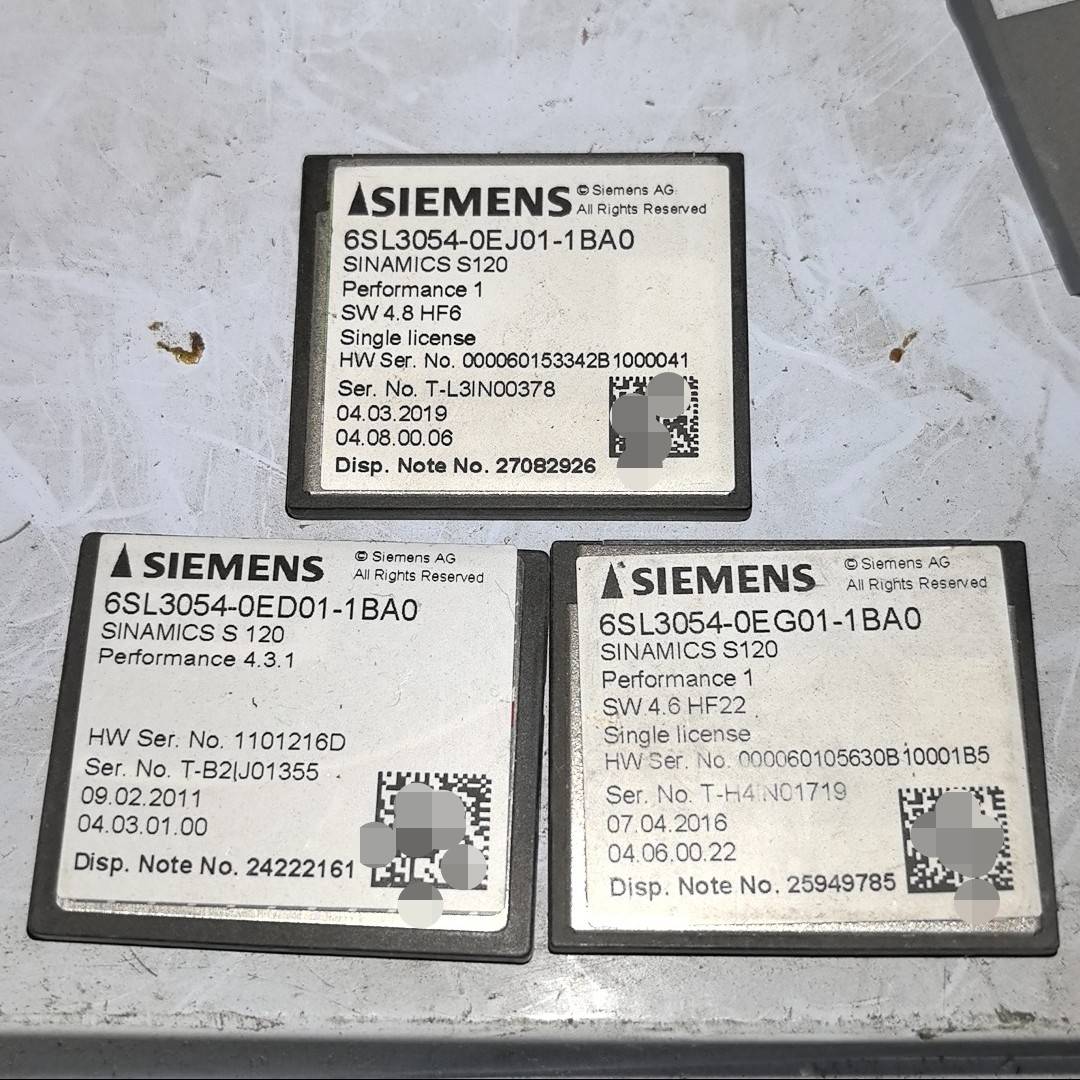 SIEMENS © Siemens AG
All Rights Reserved
6SL3054-0EJ01-1BA0
SINAMICS S120
Performance 1
SW 4.8 HF6
Single license
HW Ser. No. 000060153342B1000041
Ser. No. T-L3IN00378
04.03.2019
04.08.00.06
Disp. Note No. 27082926
SIEMENS © Siemens AG
All Rights Reserved
6SL3054-0ED01-1BA0
SINAMICS S 120
Performance 4.3.1
HW Ser. No. 1101216D
Ser. No. T-B2IJ01355
09.02.2011
04.03.01.00
Disp. Note No. 24222161
SIEMENS © Siemens AG
All Rights Reserved
6SL3054-0EG01-1BA0
SINAMICS S120
Performance 1
SW 4.6 HF22
Single license
HW Ser. No. 000060105630B10001B5
Ser. No. T-H4IN01719
07.04.2016
04.06.00.22
Disp. Note No. 25949785